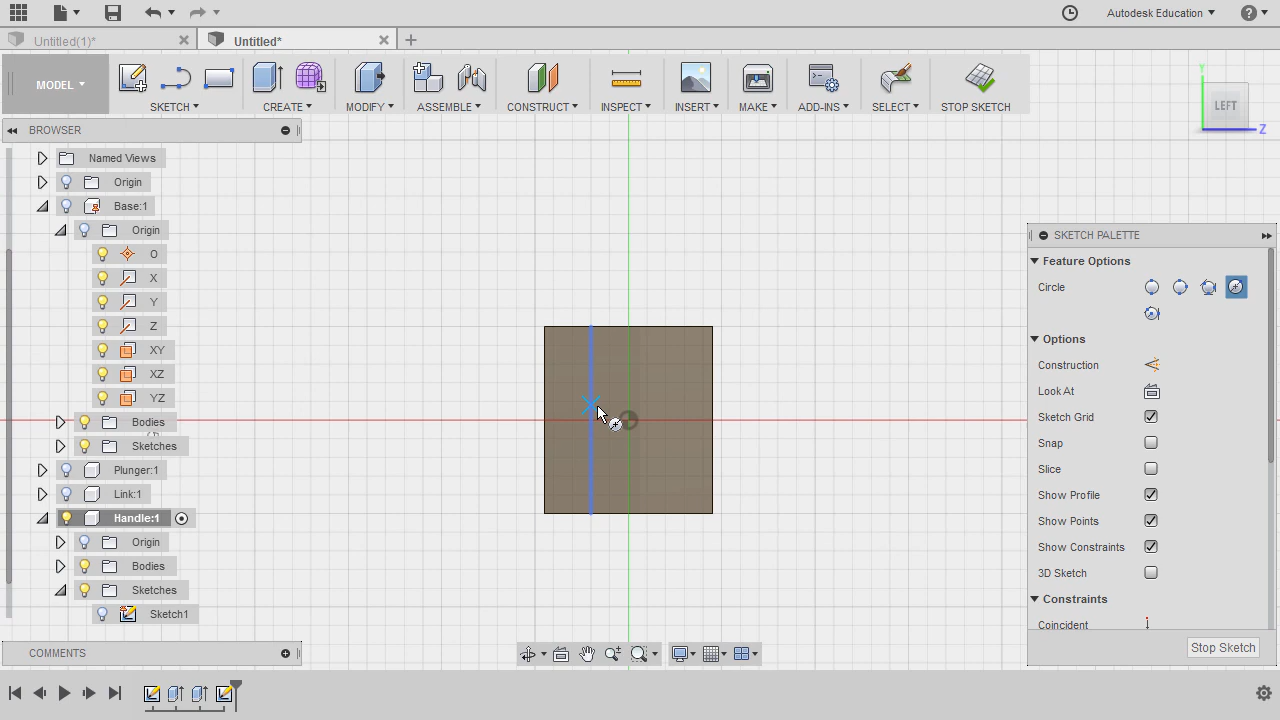 Autodesk Education
Untitled(1)*
Untitled*
MODEL
SKETCH
CREATE
MODIFY
ASSEMBLE
CONSTRUCT
INSPECT
INSERT
MAKE
ADD-INS
SELECT
STOP SKETCH
Y
LEFT
Z
BROWSER
Named Views
Origin
Base:1
Origin
O
X
Y
Z
XY
XZ
YZ
Bodies
Sketches
Plunger:1
Link:1
Handle:1
Origin
Bodies
Sketches
Sketch1
SKETCH PALETTE
Feature Options
Circle
Options
Construction
Look At
Sketch Grid
Snap
Slice
Show Profile
Show Points
Show Constraints
3D Sketch
Constraints
Coincident
Stop Sketch
COMMENTS